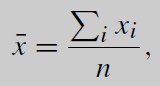 x̄ = ∑ᵢ xᵢ / n ,